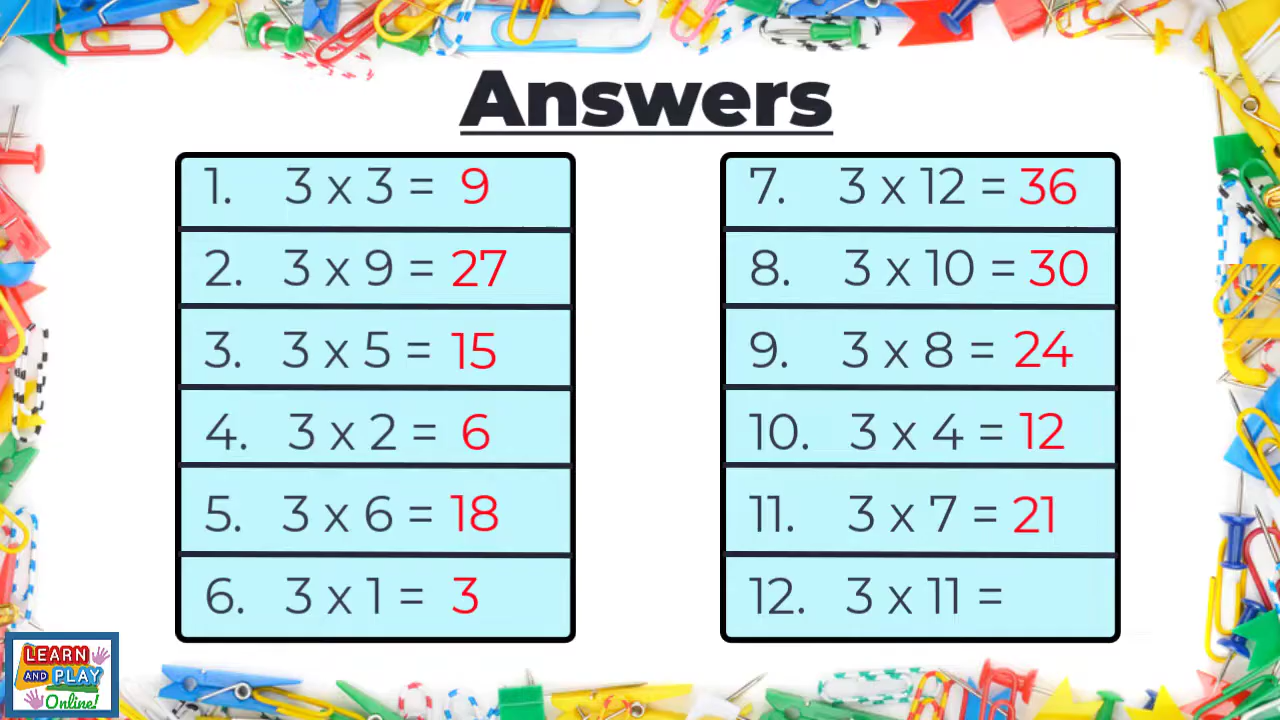 Answers
1. 3 x 3 = 9
2. 3 x 9 = 27
3. 3 x 5 = 15
4. 3 x 2 = 6
5. 3 x 6 = 18
6. 3 x 1 = 3
7. 3 x 12 = 36
8. 3 x 10 = 30
9. 3 x 8 = 24
10. 3 x 4 = 12
11. 3 x 7 = 21
12. 3 x 11 =
LEARN
AND PLAY
Online!